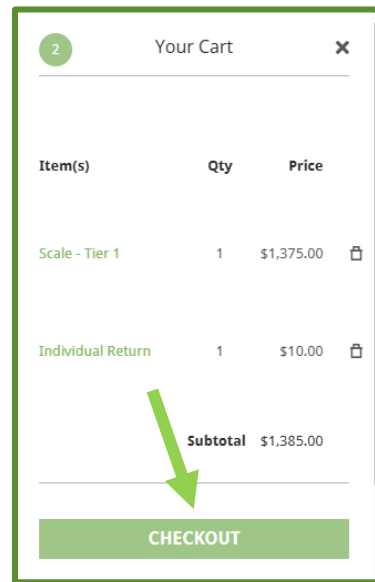 2 Your Cart
Item(s) Qty Price
Scale - Tier 1 1 $1,375.00
Individual Return 1 $10.00
Subtotal $1,385.00
CHECKOUT